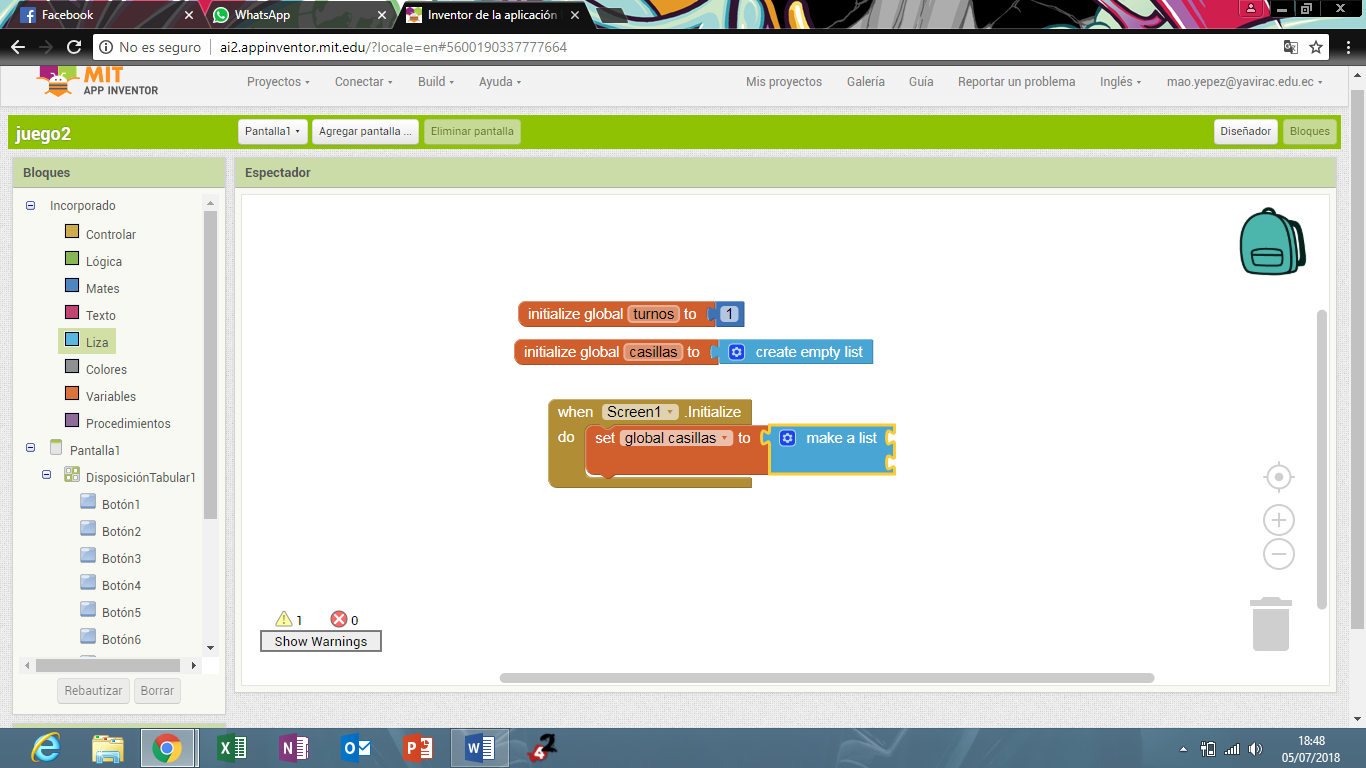 Facebook
WhatsApp
Inventor de la aplicación
No es seguro
ai2.appinventor.mit.edu/?locale=en#5600190337777664
MIT
APP INVENTOR
Proyectos
Conectar
Build
Ayuda
Mis proyectos
Galería
Guía
Reportar un problema
Inglés
mao.yepez@yavirac.edu.ec
juego2
Pantalla1
Agregar pantalla ...
Eliminar pantalla
Diseñador
Bloques
Bloques
Espectador
Incorporado
Controlar
Lógica
Mates
Texto
Liza
Colores
Variables
Procedimientos
Pantalla1
DisposiciónTabular1
Botón1
Botón2
Botón3
Botón4
Botón5
Botón6
Rebautizar
Borrar
initialize global turnos to 1
initialize global casillas to create empty list
when Screen1 .Initialize
do set global casillas to make a list
1
0
Show Warnings
18:48
05/07/2018